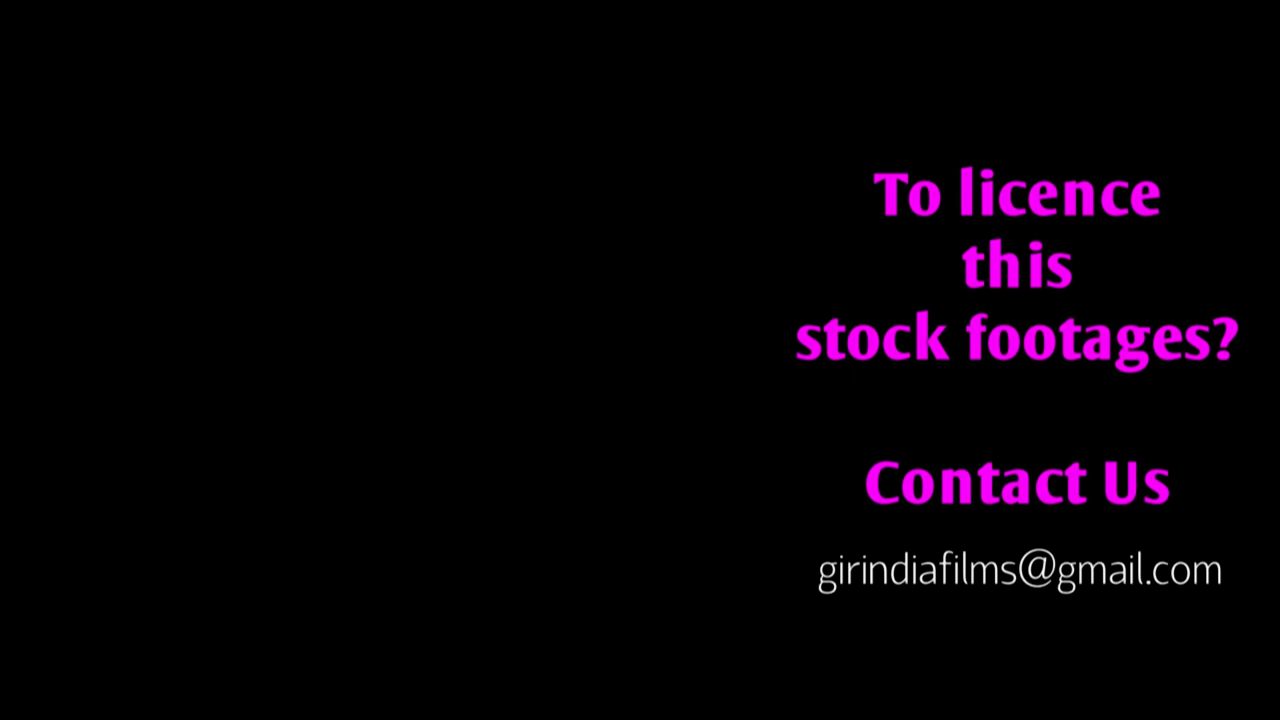 To licence
this
stock footages?
Contact Us
girindiafilms@gmail.com